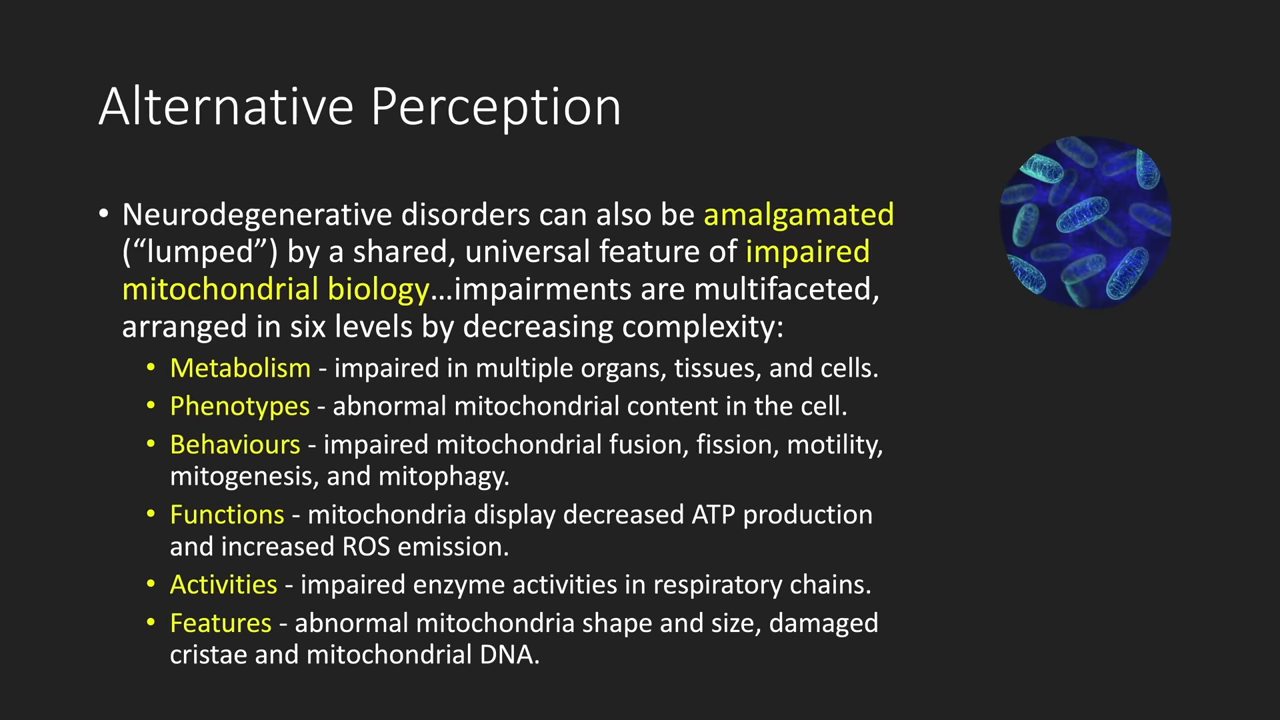 Alternative Perception
• Neurodegenerative disorders can also be amalgamated
(“lumped”) by a shared, universal feature of impaired
mitochondrial biology…impairments are multifaceted,
arranged in six levels by decreasing complexity:
• Metabolism - impaired in multiple organs, tissues, and cells.
• Phenotypes - abnormal mitochondrial content in the cell.
• Behaviours - impaired mitochondrial fusion, fission, motility,
mitogenesis, and mitophagy.
• Functions - mitochondria display decreased ATP production
and increased ROS emission.
• Activities - impaired enzyme activities in respiratory chains.
• Features - abnormal mitochondria shape and size, damaged
cristae and mitochondrial DNA.